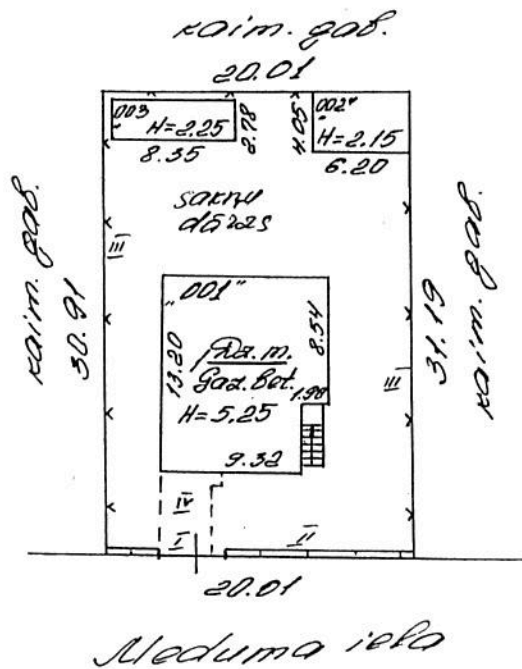 kaim. gab.
20.01
003
H=2.25
8.35
2.78
4.05
002"
H=2.15
6.20
sakņu
dārzs
kaim. gab.
30.91
III
"001"
13.20
8.54
Dz. m.
Gaz. bet.
H=5.25
1.98
9.32
III
31.19
kaim. gab.
IV
I
II
20.01
Meduma iela